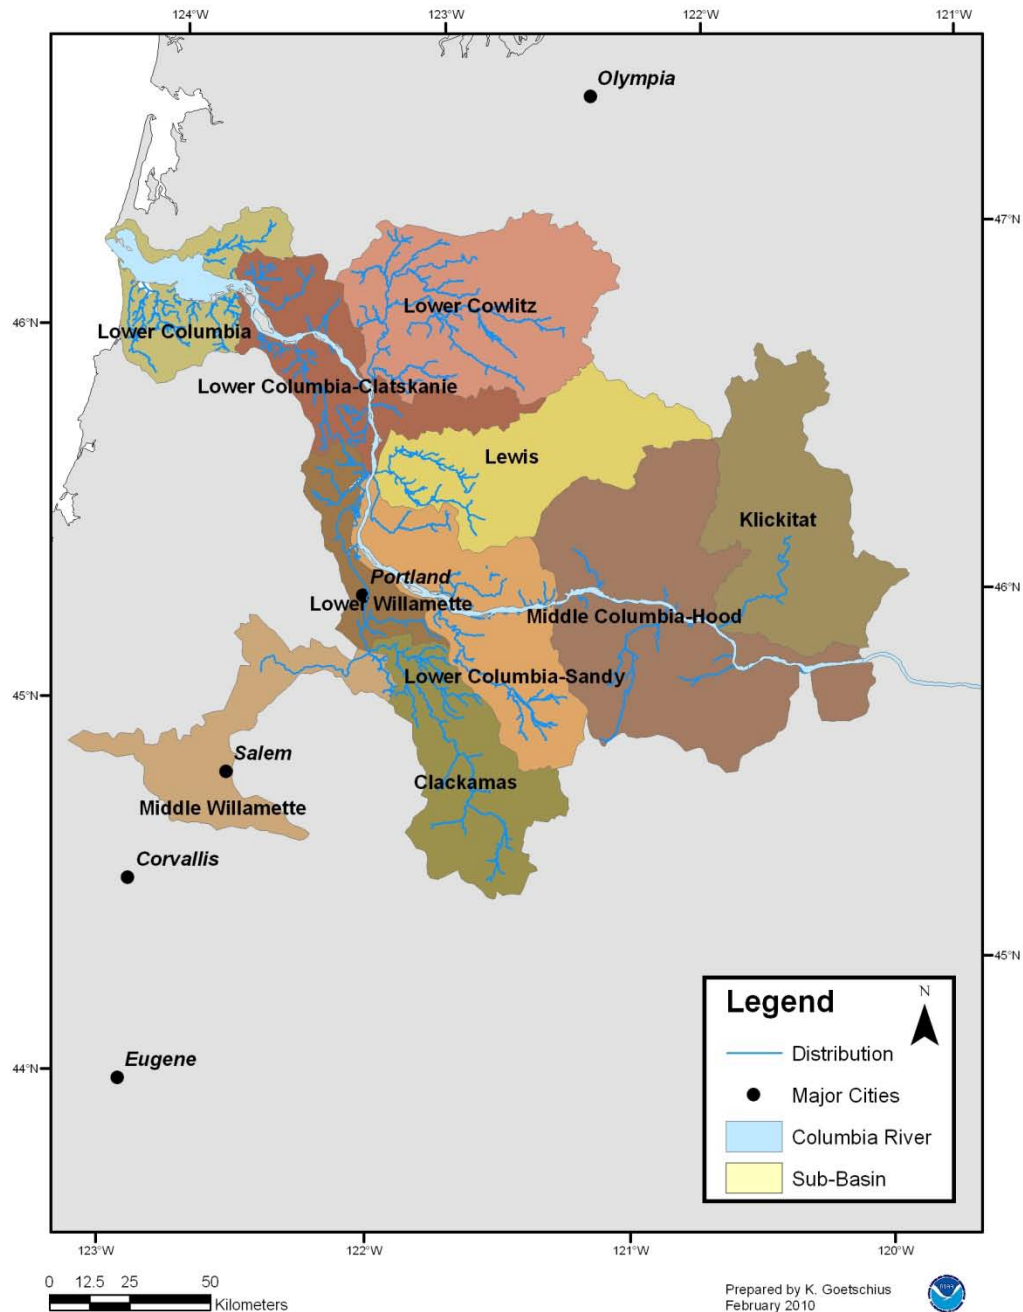 124°W 123°W 122°W 121°W
Olympia
47°N
46°N
Lower Cowlitz
Lower Columbia
Lower Columbia-Clatskanie
Lewis
Klickitat
Portland
46°N
Lower Willamette
Middle Columbia-Hood
Lower Columbia-Sandy
45°N
Salem
Clackamas
Middle Willamette
Corvallis
45°N
Legend
N
Distribution
Major Cities
Columbia River
Sub-Basin
Eugene
44°N
123°W 122°W 121°W 120°W
0 12.5 25 50
Kilometers
Prepared by K. Goetschius
February 2010